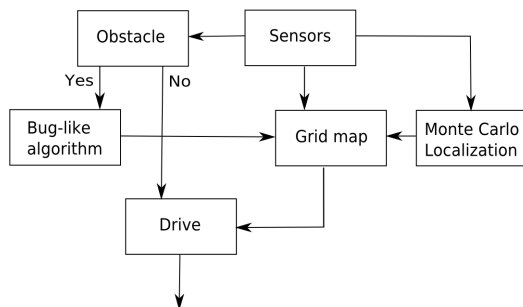 Obstacle
Sensors
Yes
No
Bug-like
algorithm
Grid map
Monte Carlo
Localization
Drive